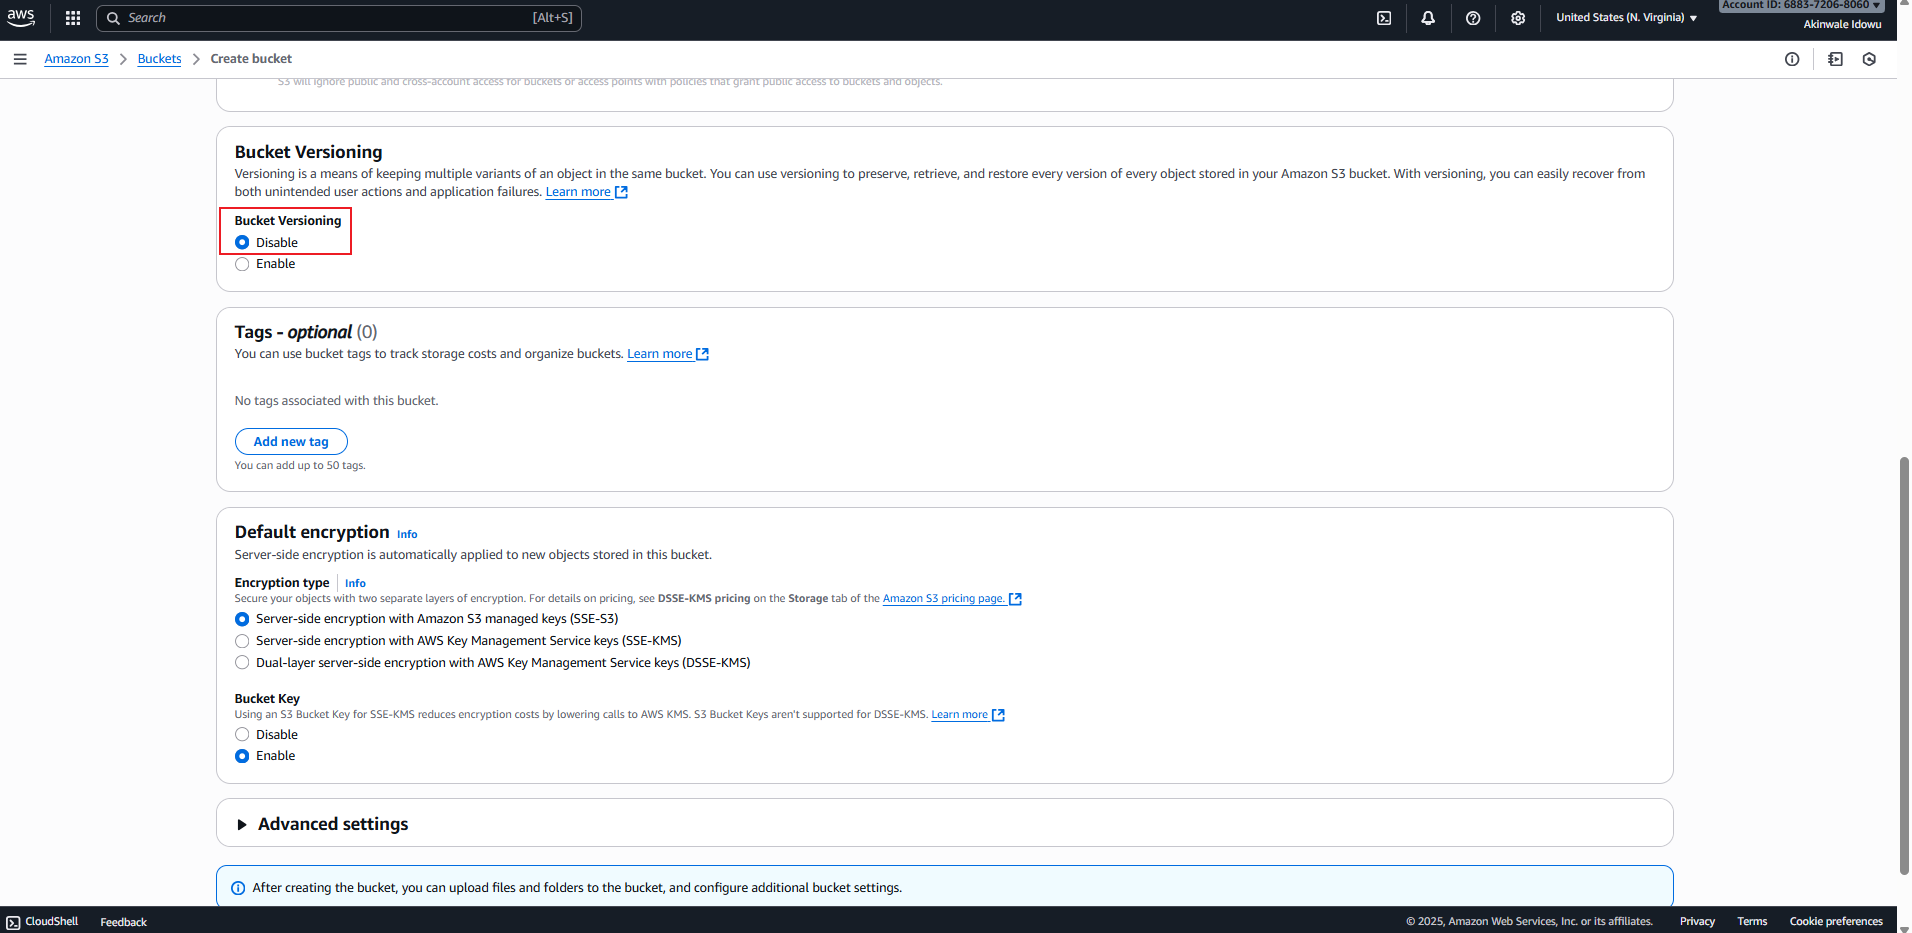 aws
Search
[Alt+S]
United States (N. Virginia)
Account ID: 6883-7206-8060
Akinwale Idowu
Amazon S3
Buckets
Create bucket
S3 will ignore public and cross-account access for buckets or access points with policies that grant public access to buckets and objects.
Bucket Versioning
Versioning is a means of keeping multiple variants of an object in the same bucket. You can use versioning to preserve, retrieve, and restore every version of every object stored in your Amazon S3 bucket. With versioning, you can easily recover from
both unintended user actions and application failures. Learn more
Bucket Versioning
Disable
Enable
Tags - optional (0)
You can use bucket tags to track storage costs and organize buckets. Learn more
No tags associated with this bucket.
Add new tag
You can add up to 50 tags.
Default encryption Info
Server-side encryption is automatically applied to new objects stored in this bucket.
Encryption type Info
Secure your objects with two separate layers of encryption. For details on pricing, see DSSE-KMS pricing on the Storage tab of the Amazon S3 pricing page.
Server-side encryption with Amazon S3 managed keys (SSE-S3)
Server-side encryption with AWS Key Management Service keys (SSE-KMS)
Dual-layer server-side encryption with AWS Key Management Service keys (DSSE-KMS)
Bucket Key
Using an S3 Bucket Key for SSE-KMS reduces encryption costs by lowering calls to AWS KMS. S3 Bucket Keys aren't supported for DSSE-KMS. Learn more
Disable
Enable
Advanced settings
After creating the bucket, you can upload files and folders to the bucket, and configure additional bucket settings.
CloudShell
Feedback
© 2025, Amazon Web Services, Inc. or its affiliates.
Privacy
Terms
Cookie preferences